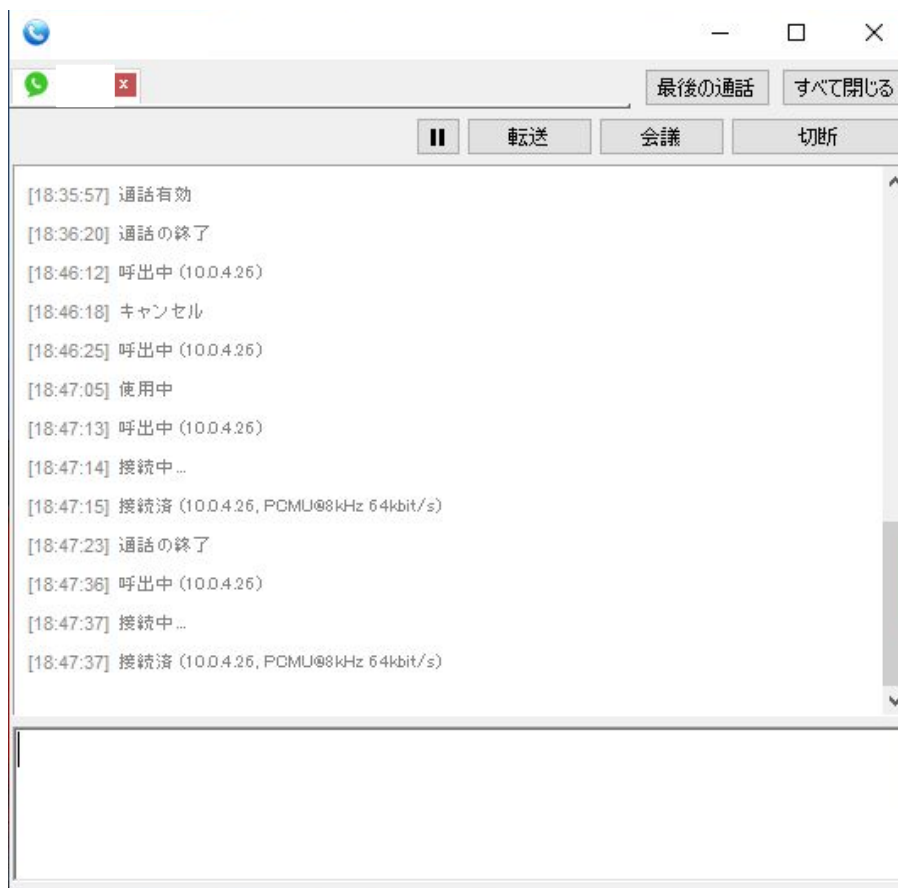 x
最後の通話
すべて閉じる
転送
会議
切断
[18:35:57] 通話有効
[18:36:20] 通話の終了
[18:46:12] 呼出中 (10.0.4.26)
[18:46:18] キャンセル
[18:46:25] 呼出中 (10.0.4.26)
[18:47:05] 使用中
[18:47:13] 呼出中 (10.0.4.26)
[18:47:14] 接続中...
[18:47:15] 接続済 (10.0.4.26, PCMU@8kHz 64kbit/s)
[18:47:23] 通話の終了
[18:47:36] 呼出中 (10.0.4.26)
[18:47:37] 接続中...
[18:47:37] 接続済 (10.0.4.26, PCMU@8kHz 64kbit/s)